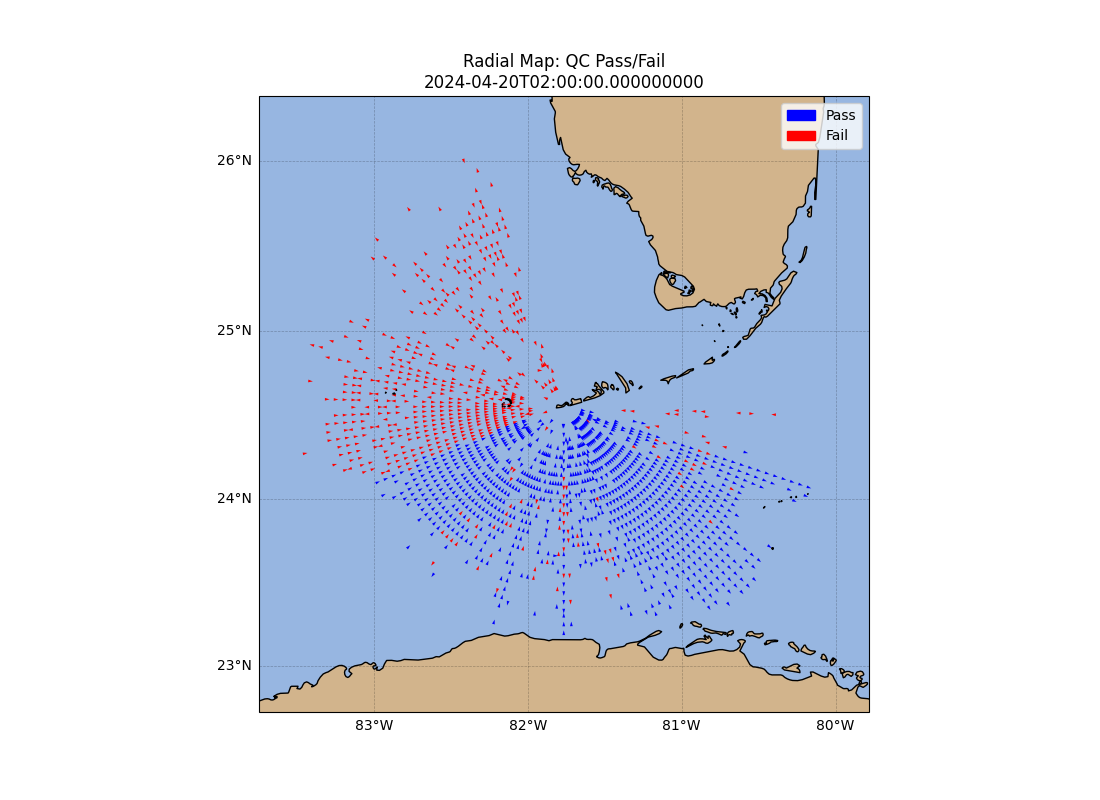 Radial Map: QC Pass/Fail
2024-04-20T02:00:00.000000000
Pass
Fail
26°N
25°N
24°N
23°N
83°W
82°W
81°W
80°W